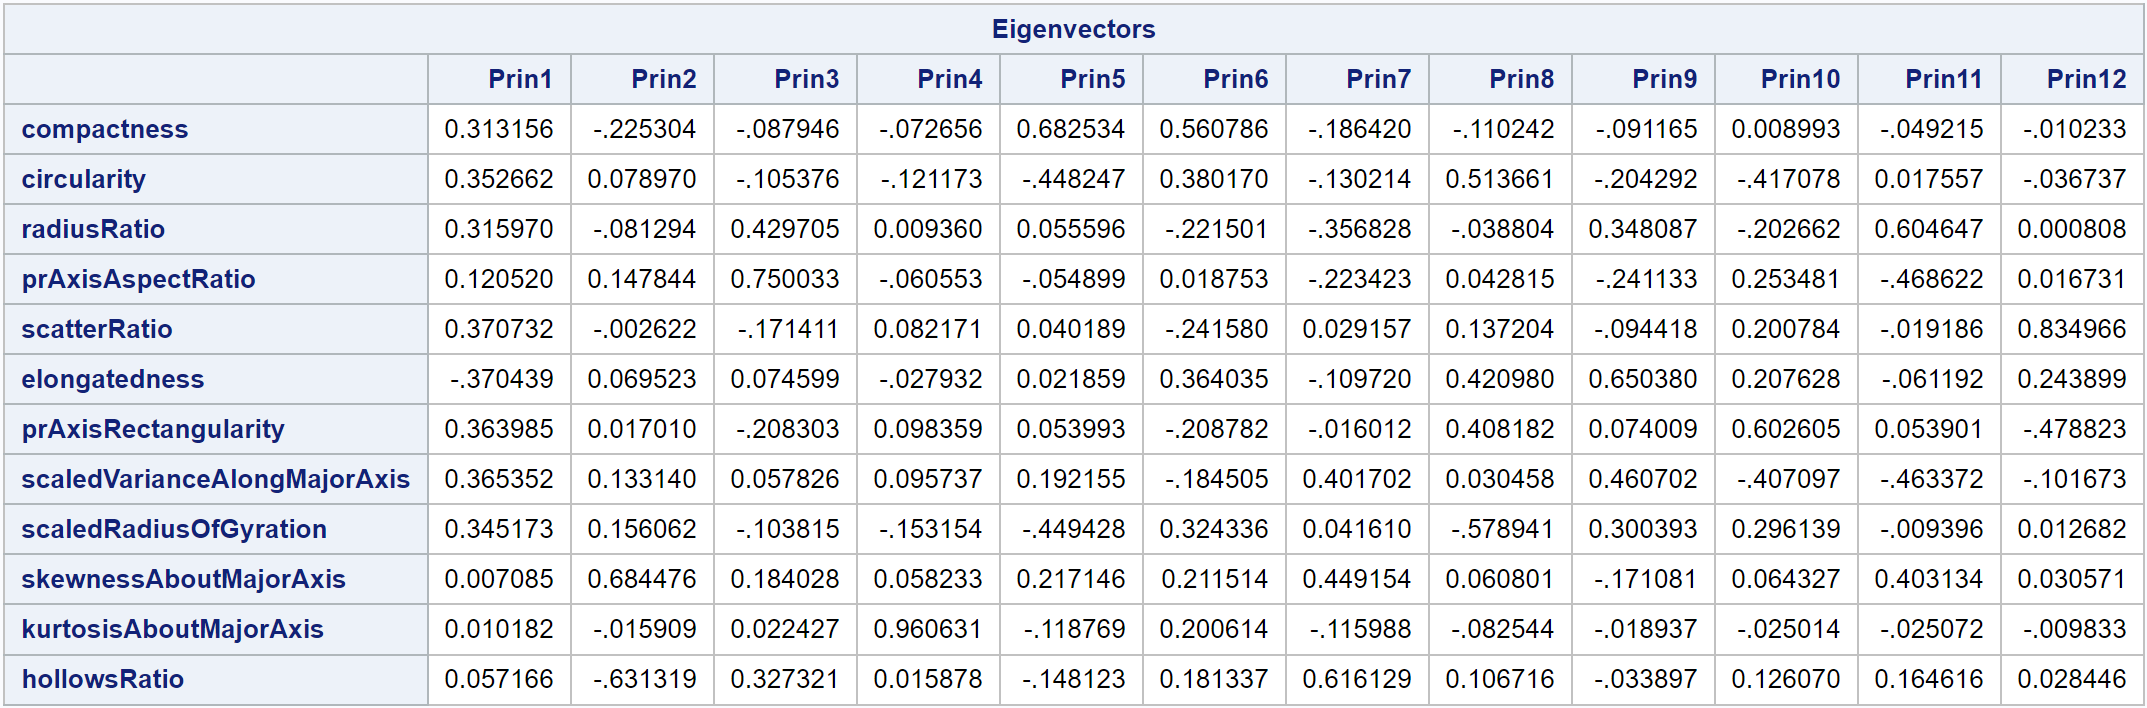 Eigenvectors
Prin1 Prin2 Prin3 Prin4 Prin5 Prin6 Prin7 Prin8 Prin9 Prin10 Prin11 Prin12
compactness 0.313156 -.225304 -.087946 -.072656 0.682534 0.560786 -.186420 -.110242 -.091165 0.008993 -.049215 -.010233
circularity 0.352662 0.078970 -.105376 -.121173 -.448247 0.380170 -.130214 0.513661 -.204292 -.417078 0.017557 -.036737
radiusRatio 0.315970 -.081294 0.429705 0.009360 0.055596 -.221501 -.356828 -.038804 0.348087 -.202662 0.604647 0.000808
prAxisAspectRatio 0.120520 0.147844 0.750033 -.060553 -.054899 0.018753 -.223423 0.042815 -.241133 0.253481 -.468622 0.016731
scatterRatio 0.370732 -.002622 -.171411 0.082171 0.040189 -.241580 0.029157 0.137204 -.094418 0.200784 -.019186 0.834966
elongatedness -.370439 0.069523 0.074599 -.027932 0.021859 0.364035 -.109720 0.420980 0.650380 0.207628 -.061192 0.243899
prAxisRectangularity 0.363985 0.017010 -.208303 0.098359 0.053993 -.208782 -.016012 0.408182 0.074009 0.602605 0.053901 -.478823
scaledVarianceAlongMajorAxis 0.365352 0.133140 0.057826 0.095737 0.192155 -.184505 0.401702 0.030458 0.460702 -.407097 -.463372 -.101673
scaledRadiusOfGyration 0.345173 0.156062 -.103815 -.153154 -.449428 0.324336 0.041610 -.578941 0.300393 0.296139 -.009396 0.012682
skewnessAboutMajorAxis 0.007085 0.684476 0.184028 0.058233 0.217146 0.211514 0.449154 0.060801 -.171081 0.064327 0.403134 0.030571
kurtosisAboutMajorAxis 0.010182 -.015909 0.022427 0.960631 -.118769 0.200614 -.115988 -.082544 -.018937 -.025014 -.025072 -.009833
hollowsRatio 0.057166 -.631319 0.327321 0.015878 -.148123 0.181337 0.616129 0.106716 -.033897 0.126070 0.164616 0.028446